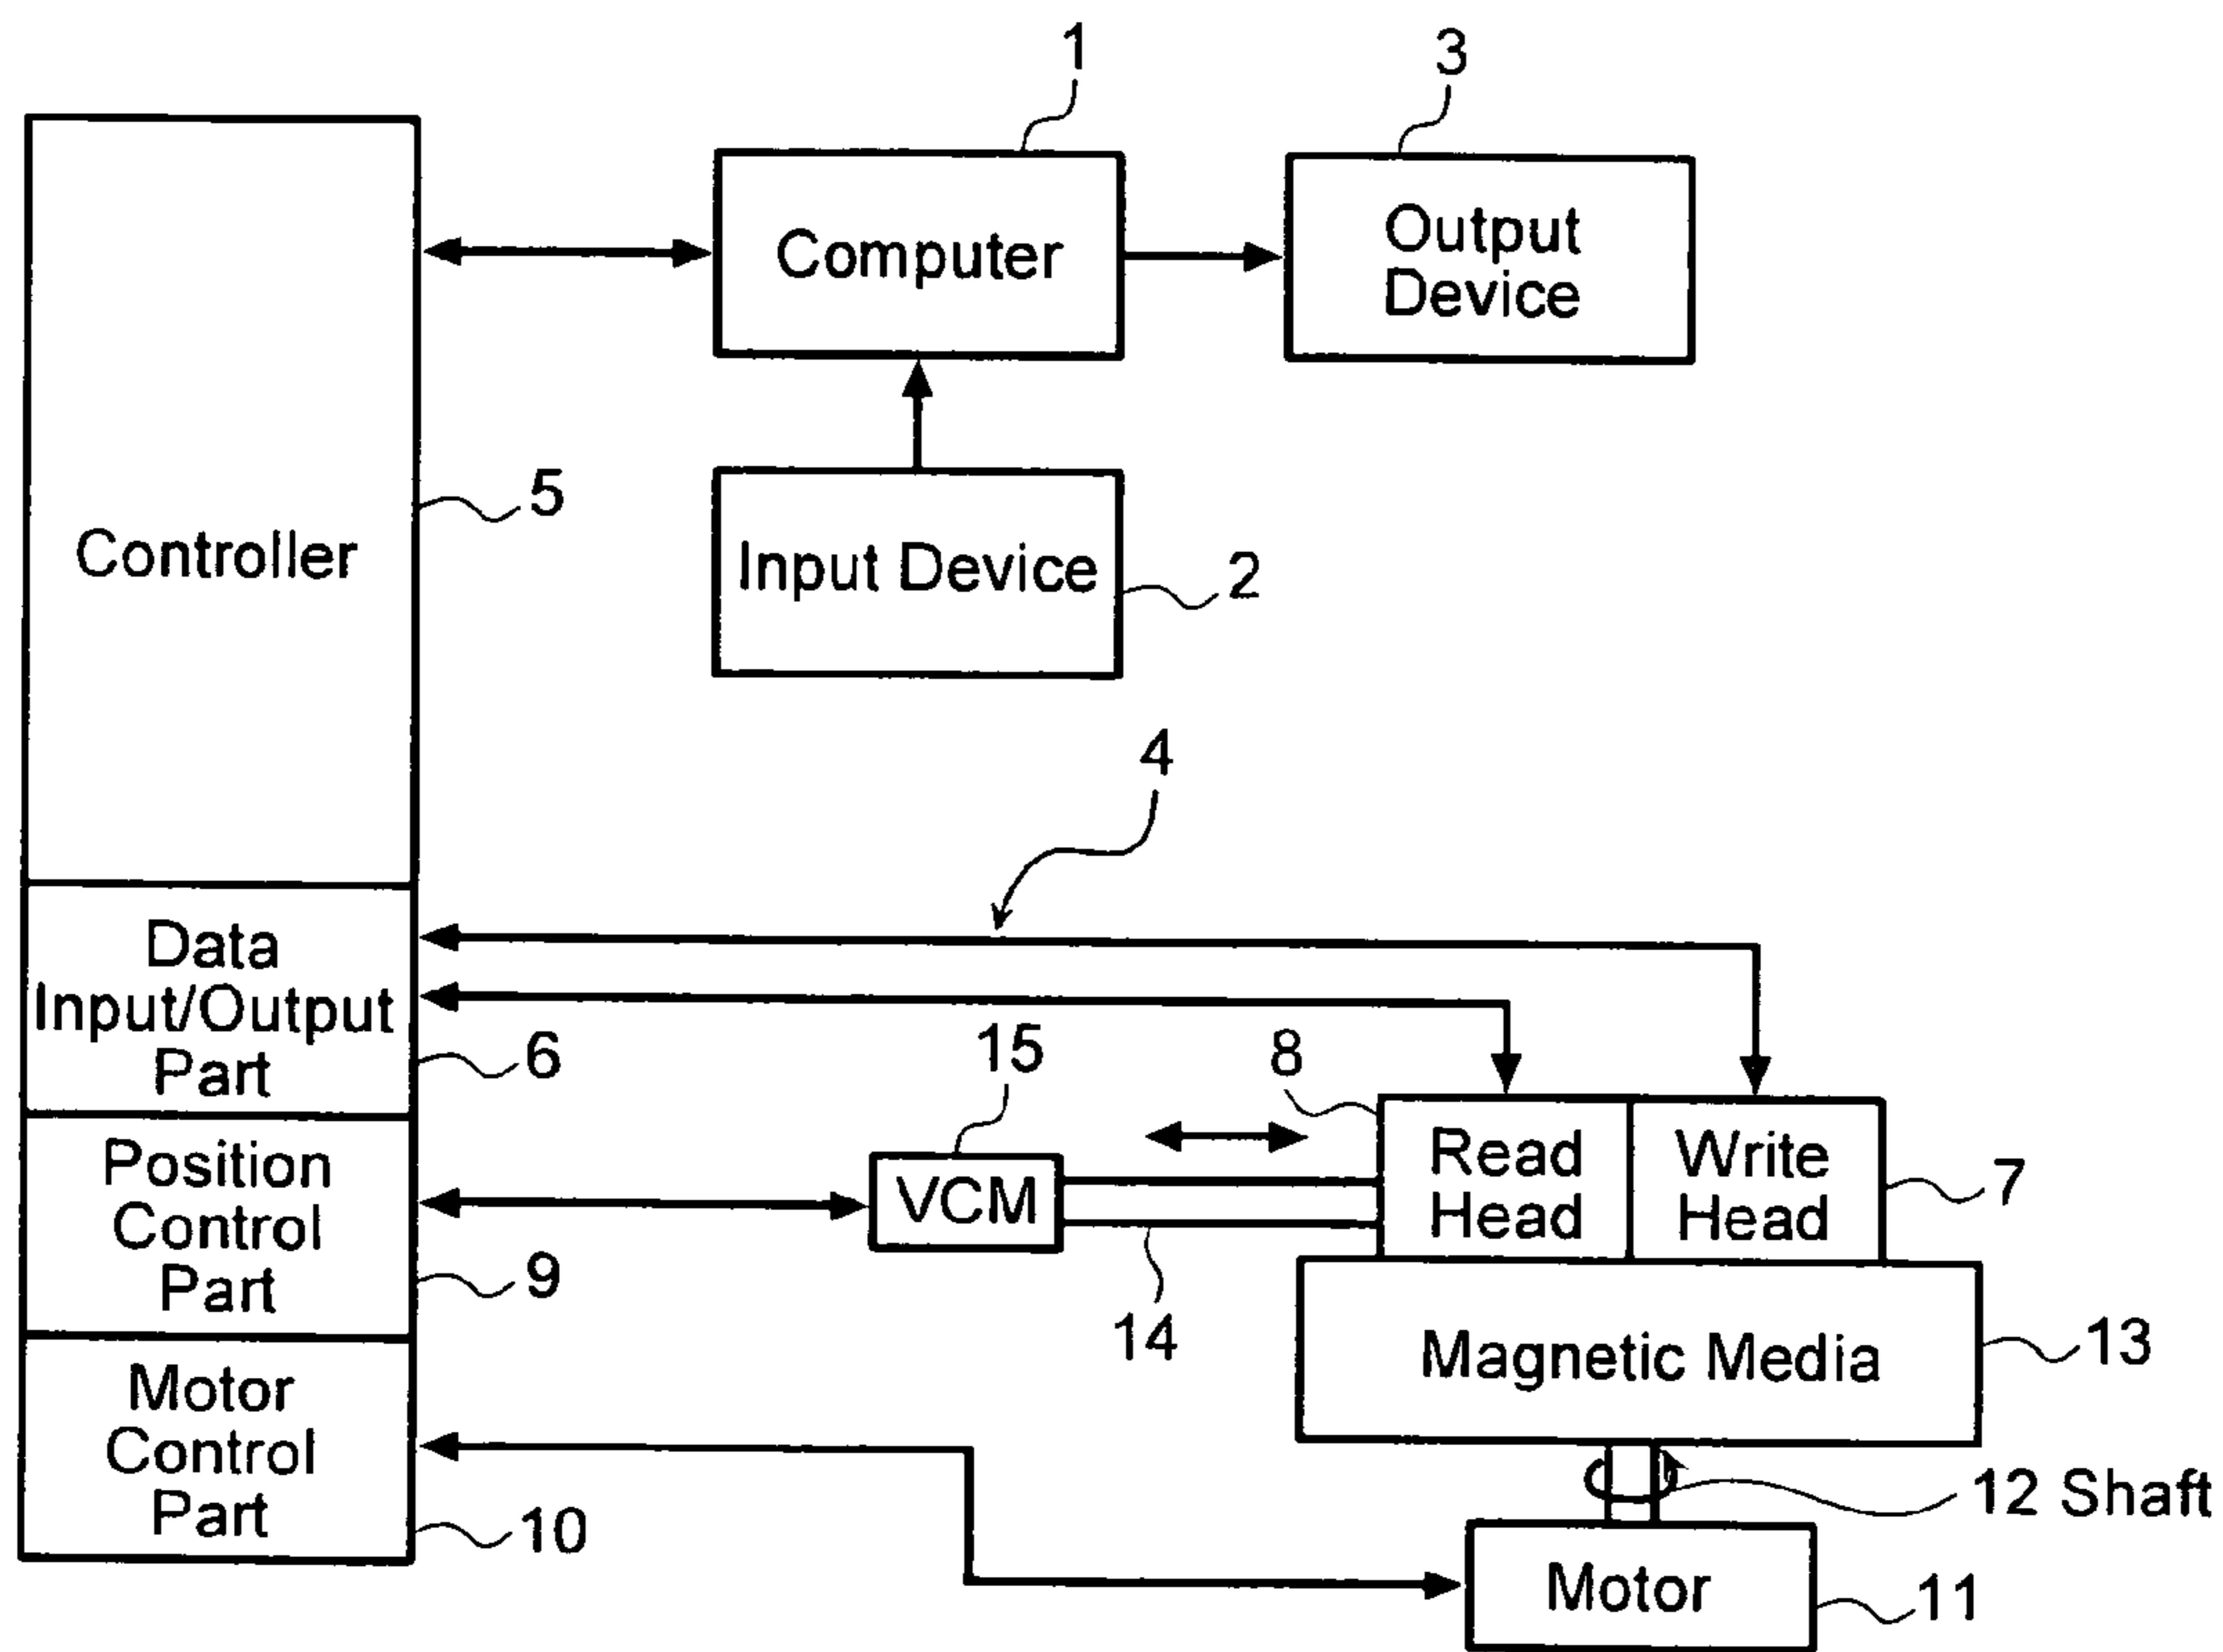 1
3
Computer
Output
Device
5
Controller
Input Device
2
4
Data
Input/Output
Part
6
15
8
Position
Control
Part
9
VCM
Read
Head
Write
Head
7
14
Magnetic Media
13
Motor
Control
Part
10
12 Shaft
Motor
11